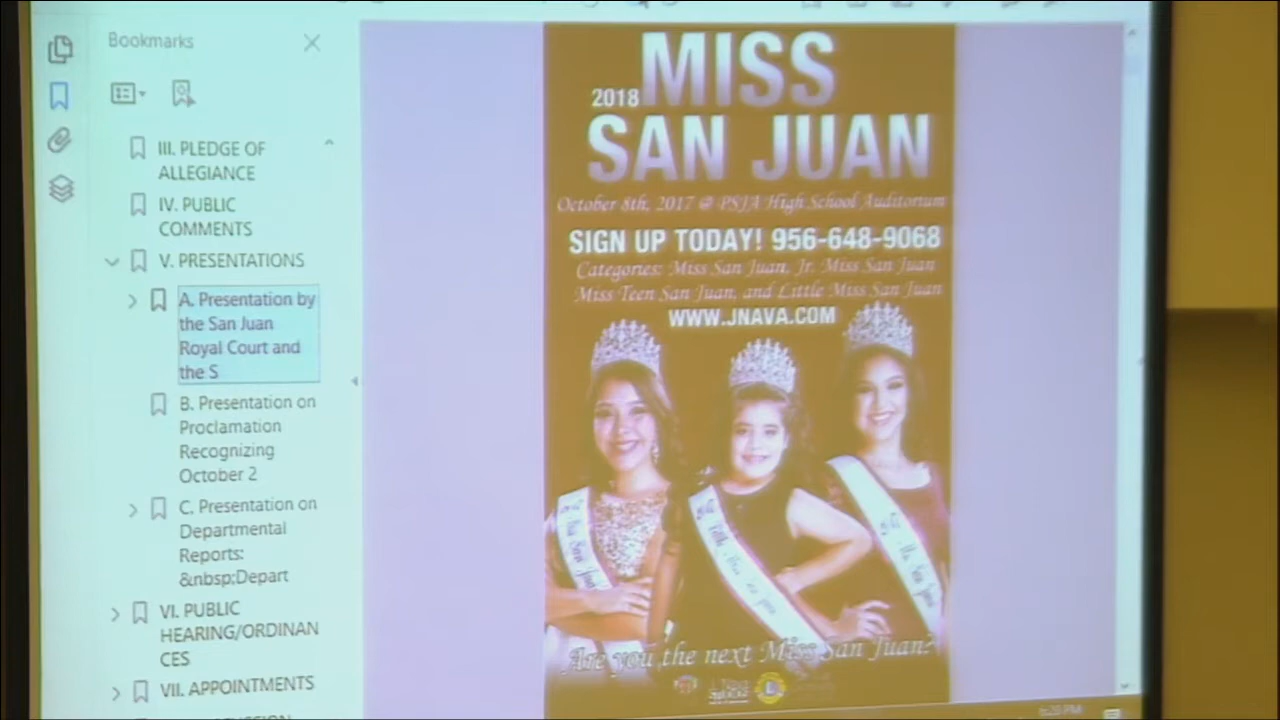 Bookmarks
III. PLEDGE OF
ALLEGIANCE
IV. PUBLIC
COMMENTS
V. PRESENTATIONS
A. Presentation by
the San Juan
Royal Court and
the S
B. Presentation on
Proclamation
Recognizing
October 2
C. Presentation on
Departmental
Reports:
&nbsp;Depart
VI. PUBLIC
HEARING/ORDINAN
CES
VII. APPOINTMENTS
2018 MISS
SAN JUAN
October 8th, 2017 @ PSJA High School Auditorium
SIGN UP TODAY! 956-648-9068
Categories: Miss San Juan, Jr. Miss San Juan
Miss Teen San Juan, and Little Miss San Juan
WWW.JNAVA.COM
Are you the next Miss San Juan?